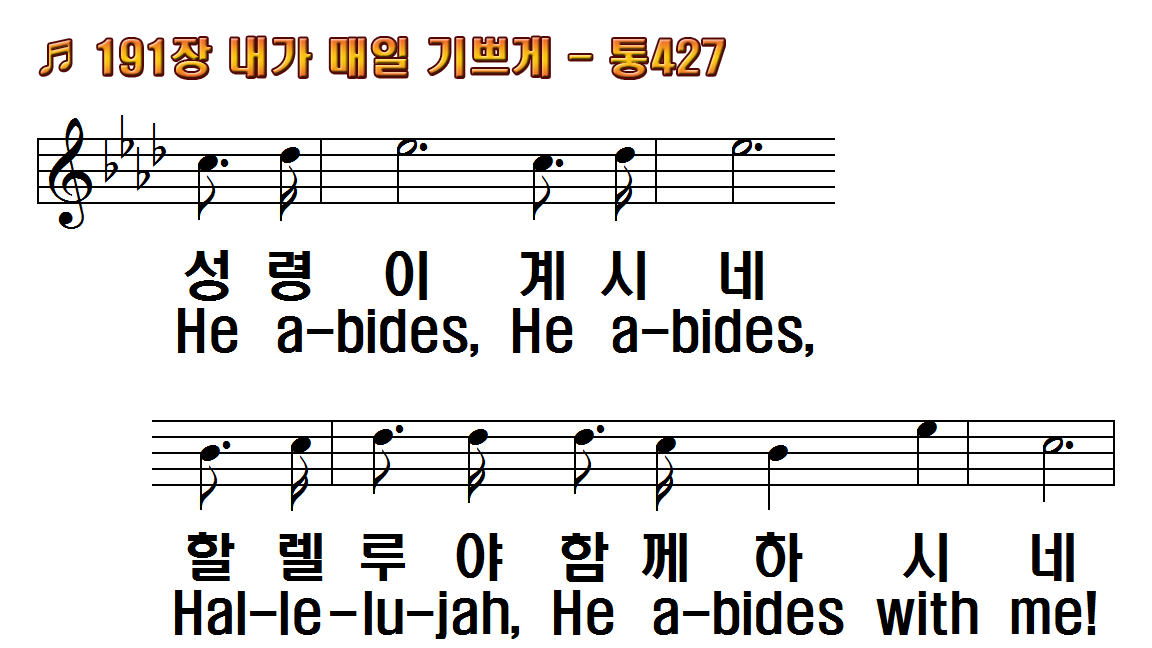 ♬ 191장 내가 매일 기쁘게 - 통427
성 령 이 계 시 네
He a-bides, He a-bides,
할 렐 루 야 함 께 하 시 네
Hal-le-lu-jah, He a-bides with me!